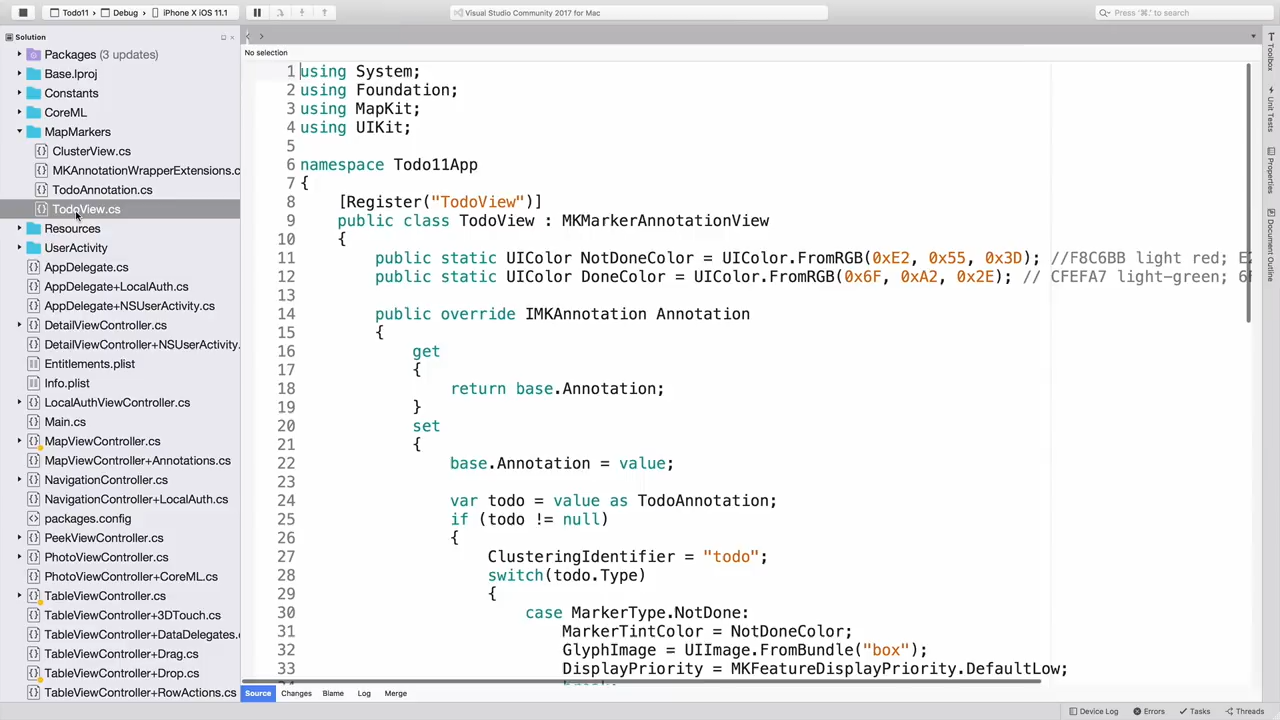 Todo11 › Debug › iPhone X iOS 11.1
Visual Studio Community 2017 for Mac
Press '⌘.' to search
Solution
Packages (3 updates)
Base.lproj
Constants
CoreML
MapMarkers
ClusterView.cs
MKAnnotationWrapperExtensions.c
TodoAnnotation.cs
TodoView.cs
Resources
UserActivity
AppDelegate.cs
AppDelegate+LocalAuth.cs
AppDelegate+NSUserActivity.cs
DetailViewController.cs
DetailViewController+NSUserActivity.
Entitlements.plist
Info.plist
LocalAuthViewController.cs
Main.cs
MapViewController.cs
MapViewController+Annotations.cs
NavigationController.cs
NavigationController+LocalAuth.cs
packages.config
PeekViewController.cs
PhotoViewController.cs
PhotoViewController+CoreML.cs
TableViewController.cs
TableViewController+3DTouch.cs
TableViewController+DataDelegates.
TableViewController+Drag.cs
TableViewController+Drop.cs
TableViewController+RowActions.cs
No selection
1 using System;
2 using Foundation;
3 using MapKit;
4 using UIKit;
5
6 namespace Todo11App
7 {
8 [Register("TodoView")]
9 public class TodoView : MKMarkerAnnotationView
10 {
11 public static UIColor NotDoneColor = UIColor.FromRGB(0xE2, 0x55, 0x3D); //F8C6BB light red;
12 public static UIColor DoneColor = UIColor.FromRGB(0x6F, 0xA2, 0x2E); // CFEFA7 light-green;
13
14 public override IMKAnnotation Annotation
15 {
16 get
17 {
18 return base.Annotation;
19 }
20 set
21 {
22 base.Annotation = value;
23
24 var todo = value as TodoAnnotation;
25 if (todo != null)
26 {
27 ClusteringIdentifier = "todo";
28 switch(todo.Type)
29 {
30 case MarkerType.NotDone:
31 MarkerTintColor = NotDoneColor;
32 GlyphImage = UIImage.FromBundle("box");
33 DisplayPriority = MKFeatureDisplayPriority.DefaultLow;
Source Changes Blame Log Merge
Toolbox
Unit Tests
Properties
Document Outline
Device Log Errors Tasks Threads